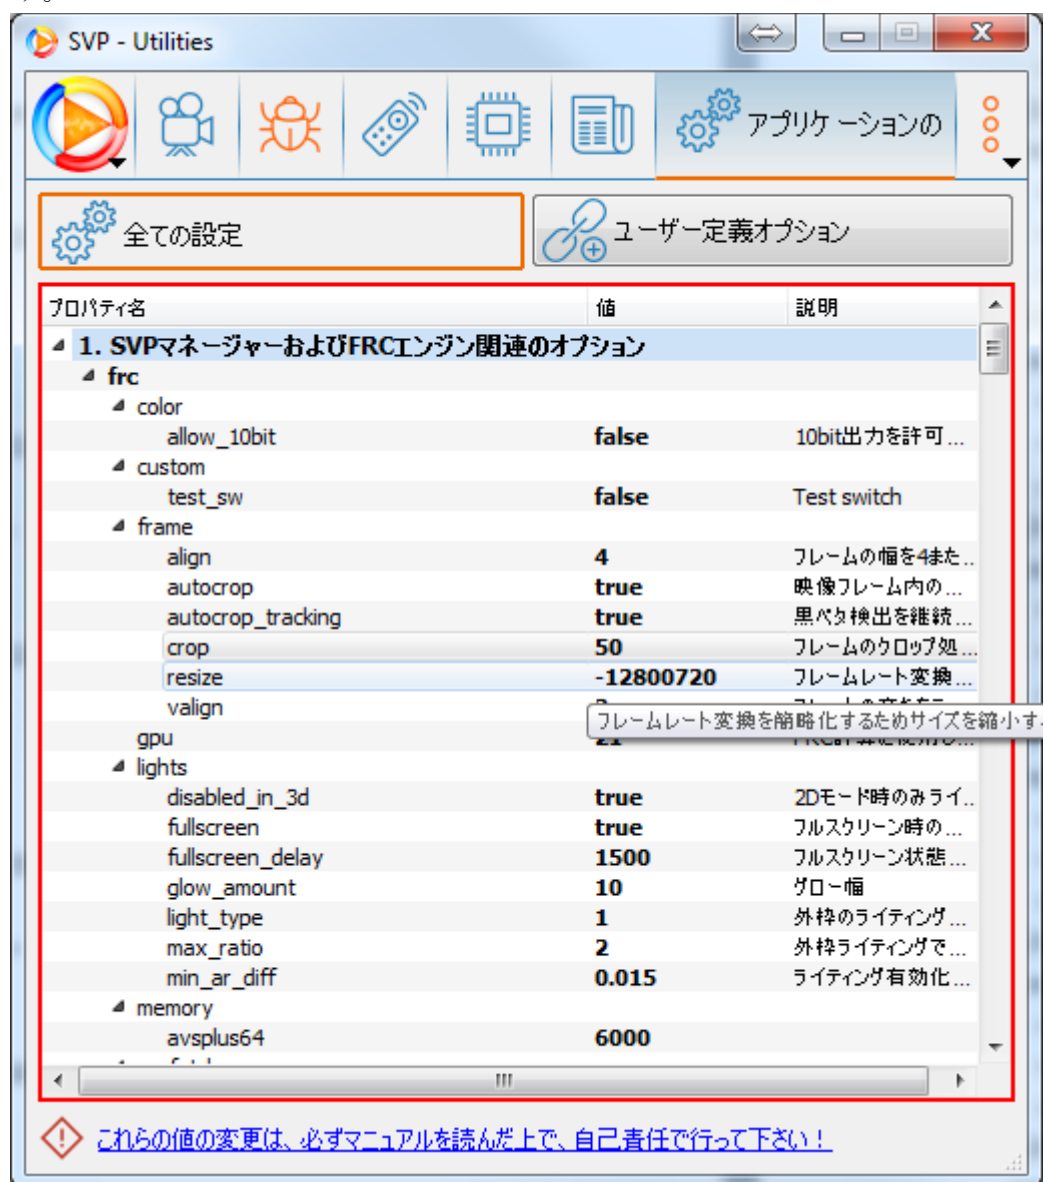 SVP - Utilities
アプリケーションの
全ての設定
ユーザー定義オプション
プロパティ名 値 説明
1. SVPマネージャーおよびFRCエンジン関連のオプション
frc
color
allow_10bit false 10bit出力を許可...
custom
test_sw false Test switch
frame
align 4 フレームの幅を4また...
autocrop true 映像フレーム内の...
autocrop_tracking true 黒ベタ検出を継続...
crop 50 フレームのクロップ処...
resize -12800720 フレームレート変換...
valign
フレームレート変換を簡略化するためサイズを縮小す
gpu 21
lights
disabled_in_3d true 2Dモード時のみライ...
fullscreen true フルスクリーン時の...
fullscreen_delay 1500 フルスクリーン状態...
glow_amount 10 グロー幅
light_type 1 外枠のライティング...
max_ratio 2 外枠ライティングで...
min_ar_diff 0.015 ライティング有効化...
memory
avsplus64 6000
これらの値の変更は、必ずマニュアルを読んだ上で、自己責任で行って下さい！